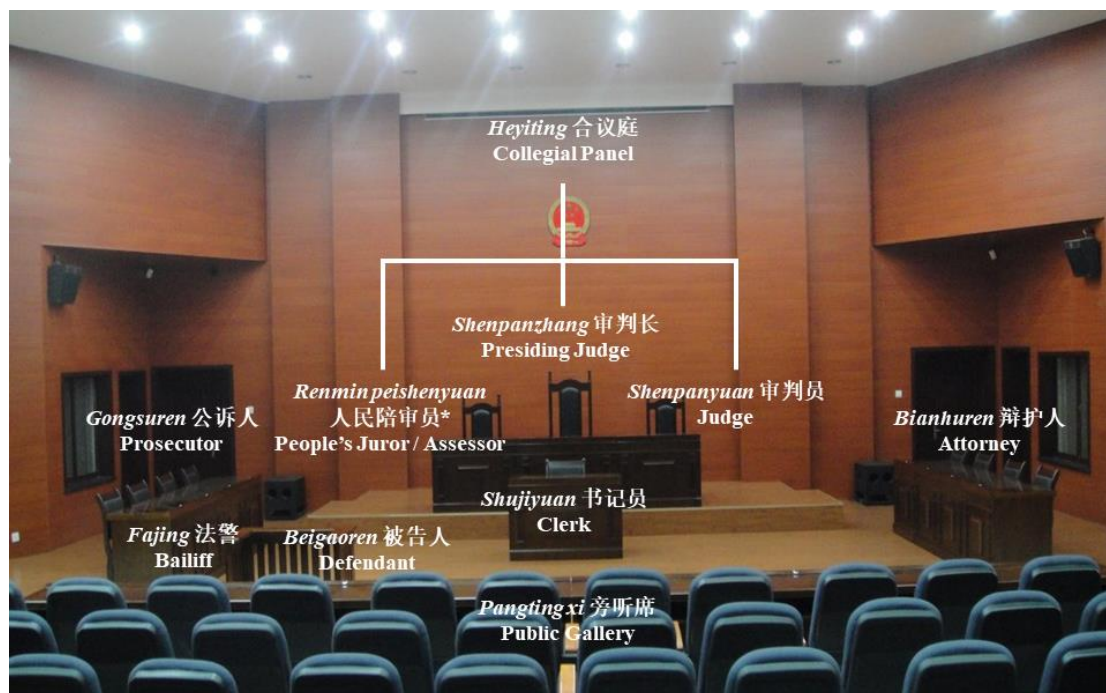 Heyiting 合议庭
Collegial Panel
Shenpanzhang 审判长
Presiding Judge
Renmin peishenyuan
人民陪审员*
People's Juror / Assessor
Shenpanyuan 审判员
Judge
Gongsuren 公诉人
Prosecutor
Bianhuren 辩护人
Attorney
Shujiyuan 书记员
Clerk
Fajing 法警
Bailiff
Beigaoren 被告人
Defendant
Pangting xi 旁听席
Public Gallery